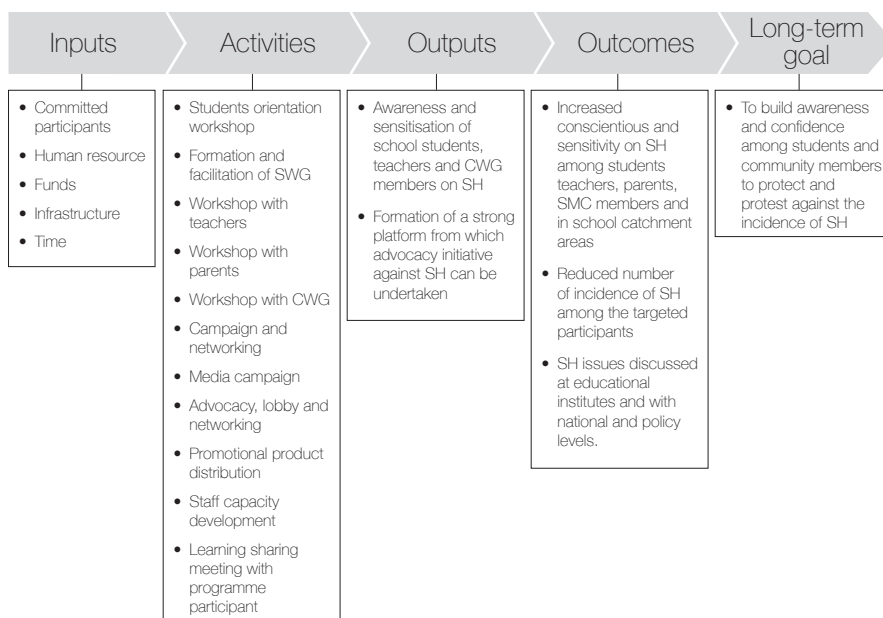 Inputs
Activities
Outputs
Outcomes
Long-term
goal
• Committed
participants
• Human resource
• Funds
• Infrastructure
• Time
• Students orientation
workshop
• Formation and
facilitation of SWG
• Workshop with
teachers
• Workshop with
parents
• Workshop with CWG
• Campaign and
networking
• Media campaign
• Advocacy, lobby and
networking
• Promotional product
distribution
• Staff capacity
development
• Learning sharing
meeting with
programme
participant
• Awareness and
sensitisation of
school students,
teachers and CWG
members on SH
• Formation of a strong
platform from which
advocacy initiative
against SH can be
undertaken
• Increased
conscientious and
sensitivity on SH
among students
teachers, parents,
SMC members and
in school catchment
areas
• Reduced number
of incidence of SH
among the targeted
participants
• SH issues discussed
at educational
institutes and with
national and policy
levels.
• To build awareness
and confidence
among students and
community members
to protect and
protest against the
incidence of SH